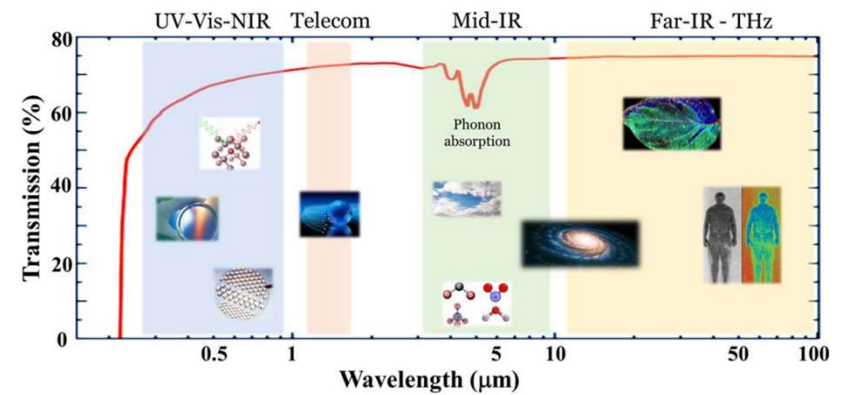 UV-Vis-NIR Telecom Mid-IR Far-IR - THz
80
60
40
20
0
Transmission (%)
Phonon
absorption
0.5 1 5 10 50 100
Wavelength (μm)